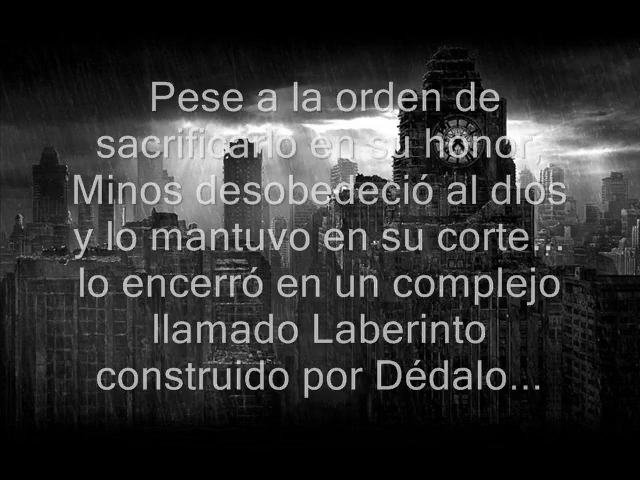 Pese a la orden de
sacrificarlo en su honor,
Minos desobedeció al dios
y lo mantuvo en su corte...
lo encerró en un complejo
llamado Laberinto
construido por Dédalo...